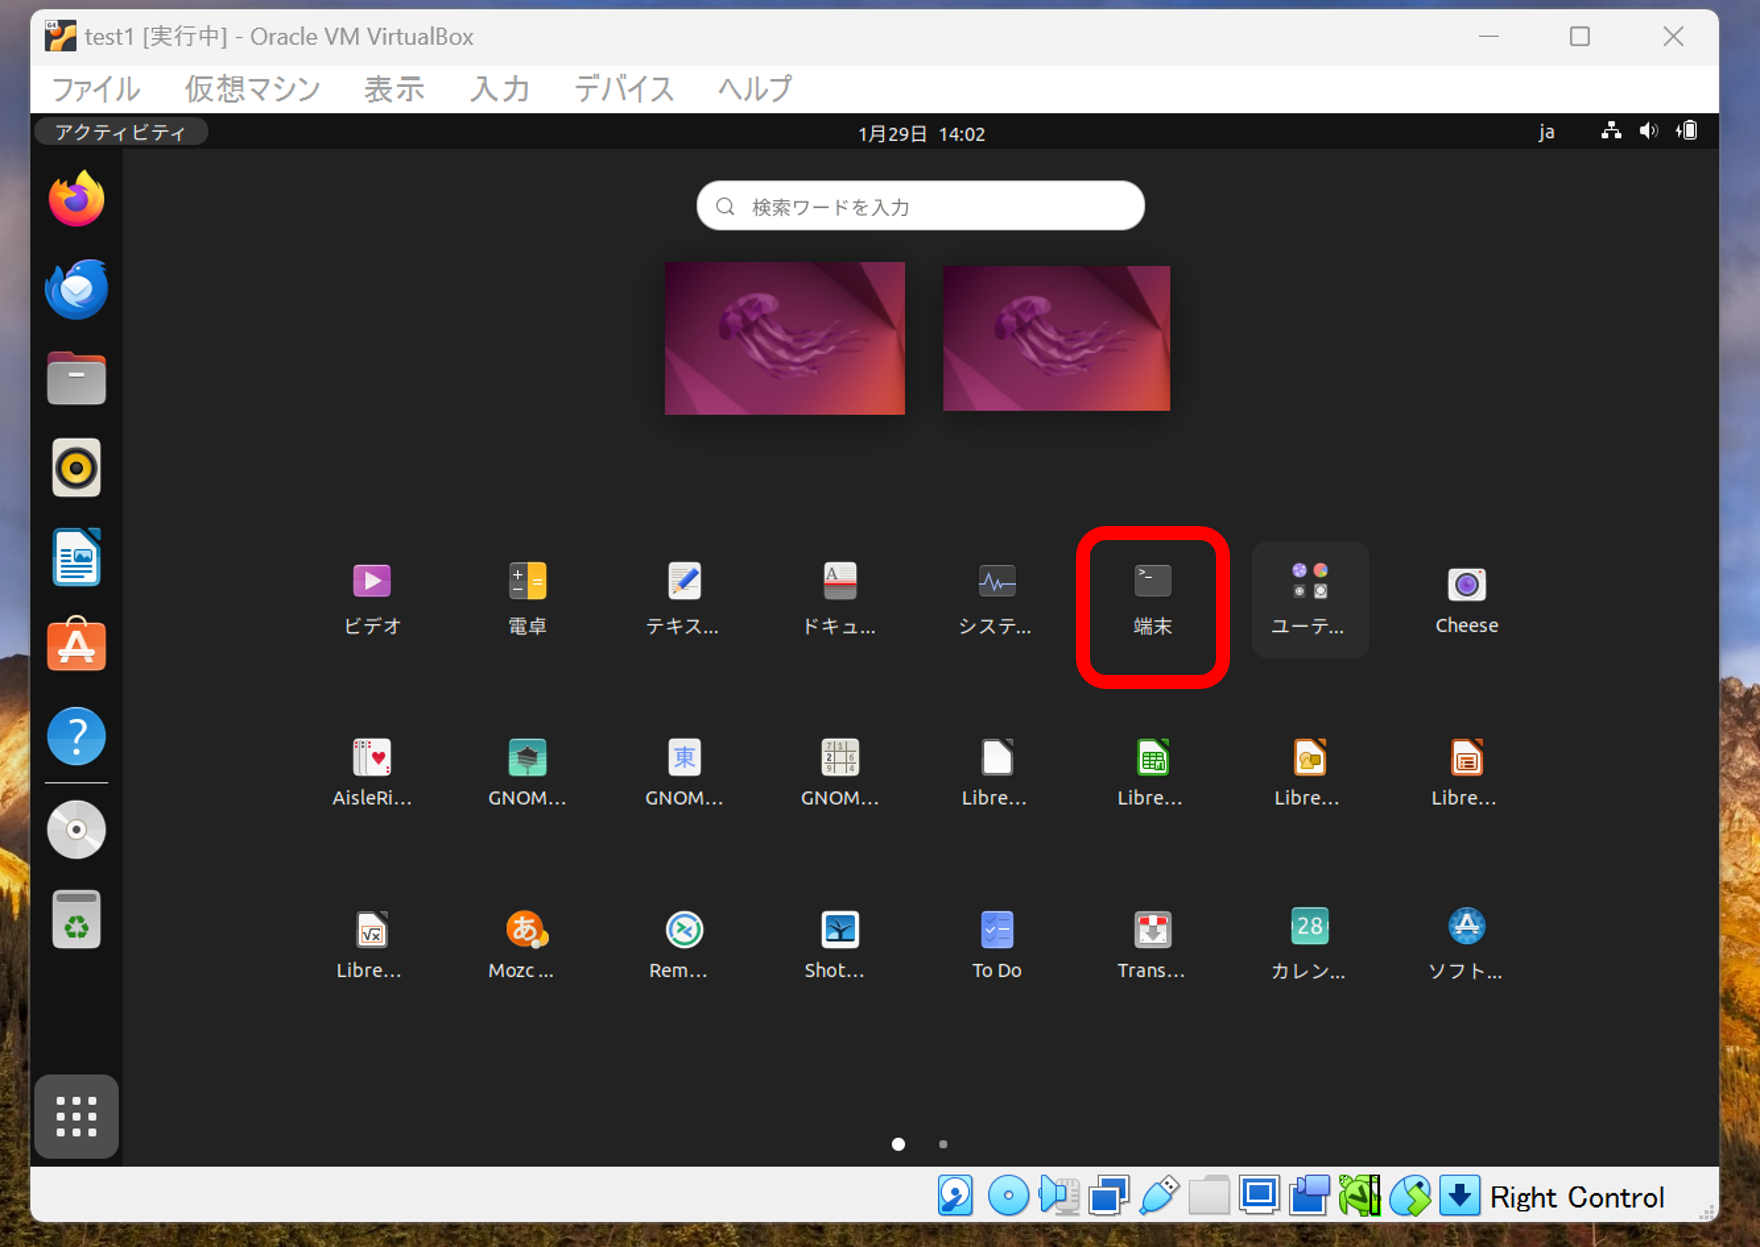 test1 [実行中] - Oracle VM VirtualBox
ファイル 仮想マシン 表示 入力 デバイス ヘルプ
アクティビティ 1月29日 14:02 ja
検索ワードを入力
ビデオ 電卓 テキス... ドキュ... システ... 端末 ユーテ... Cheese
AisleRi... GNOM... GNOM... GNOM... Libre... Libre... Libre... Libre...
Libre... Mozc ... Rem... Shot... To Do Trans... カレン... ソフト...
28
Right Control